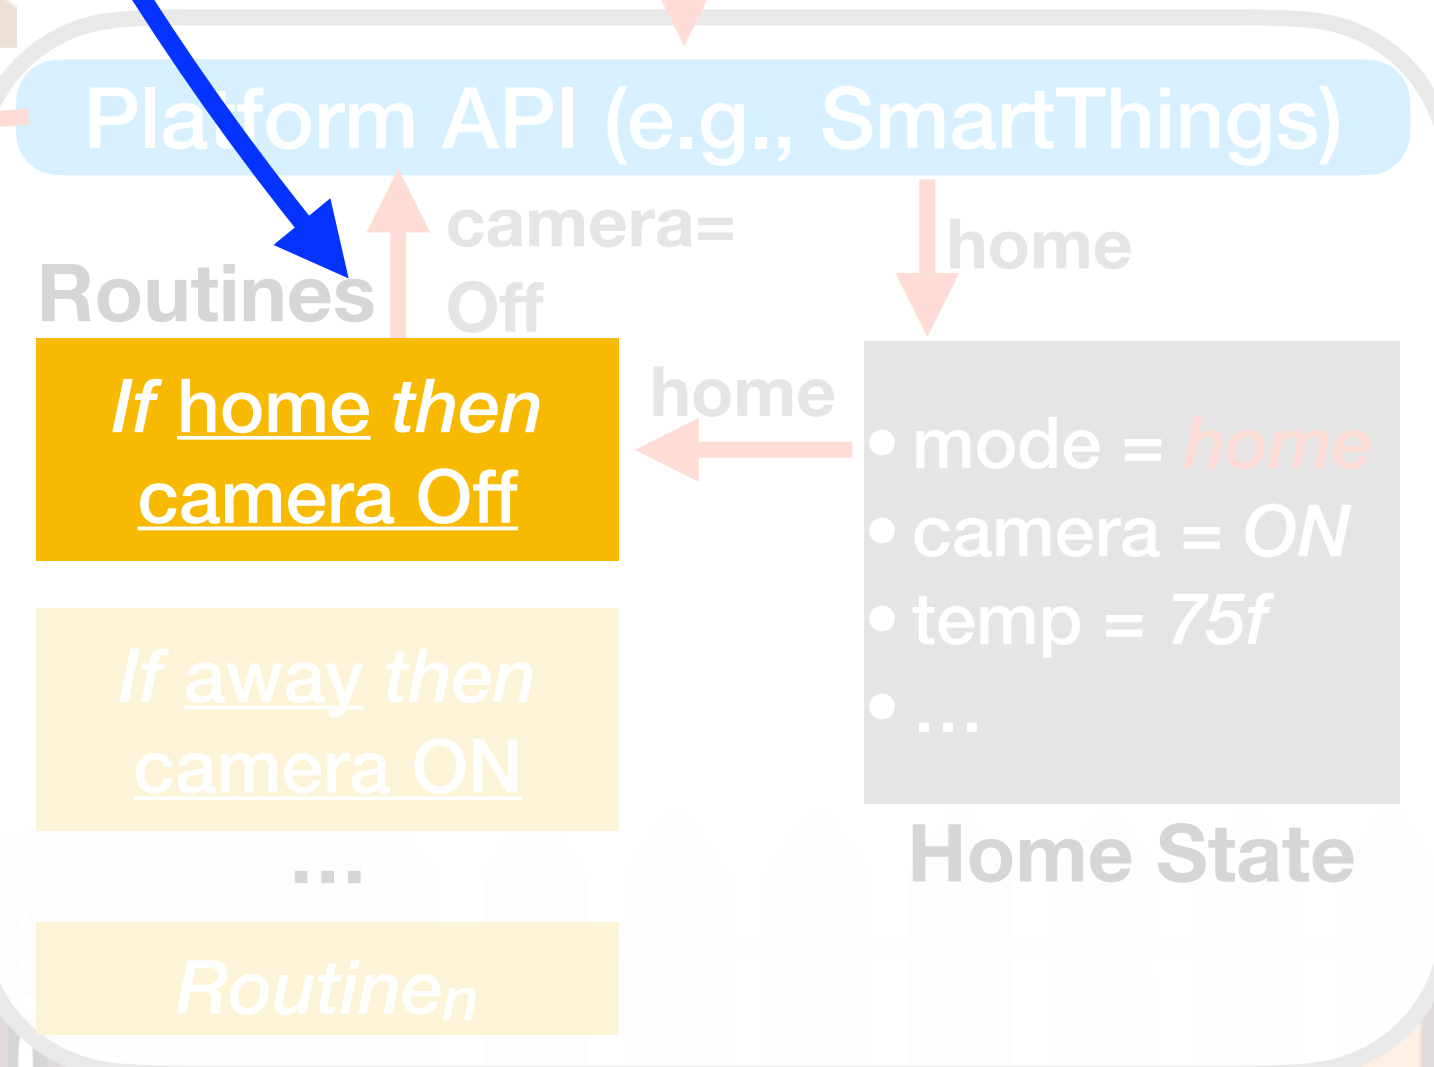 Platform API (e.g., SmartThings)
camera=
Off
home
Routines
If home then
camera Off
home
• mode = home
• camera = ON
• temp = 75f
• ...
If away then
camera ON
...
Home State
Routinen